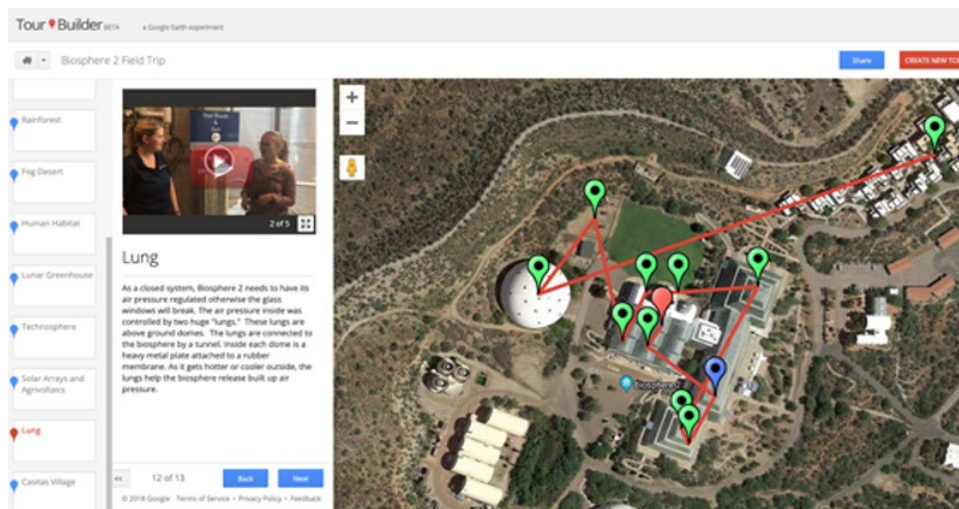 Tour Builder BETA a Google Earth experiment
Biosphere 2 Field Trip
Share
CREATE NEW TO
Rainforest
Fog Desert
Human Habitat
Lunar Greenhouse
Technosphere
Solar Arrays and
Agrivoltaics
Lung
Casitas Village
2 of 5
Lung
As a closed system, Biosphere 2 needs to have its
air pressure regulated otherwise the glass
windows will break. The air pressure inside was
controlled by two huge "lungs." These lungs are
above ground domes. The lungs are connected to
the biosphere by a tunnel. Inside each dome is a
heavy metal plate attached to a rubber
membrane. As it gets hotter or cooler outside, the
lungs help the biosphere release built up air
pressure.
<< 12 of 13 Back Next
© 2018 Google Terms of Service • Privacy Policy • Feedback
+
−
Biosphere 2